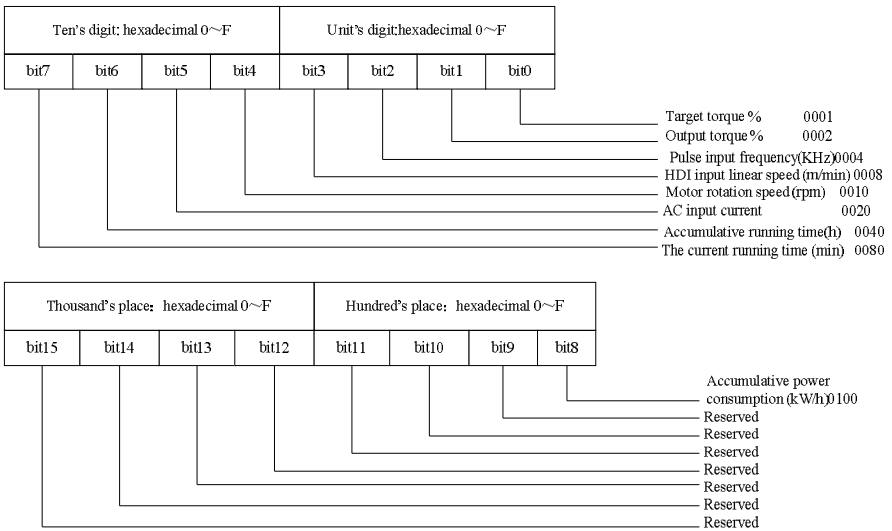 Ten's digit: hexadecimal 0～F Unit's digit:hexadecimal 0～F
bit7 bit6 bit5 bit4 bit3 bit2 bit1 bit0
Target torque % 0001
Output torque % 0002
Pulse input frequency(KHz)0004
HDI input linear speed (m/min) 0008
Motor rotation speed (rpm) 0010
AC input current 0020
Accumulative running time(h) 0040
The current running time (min) 0080
Thousand's place：hexadecimal 0～F Hundred's place：hexadecimal 0～F
bit15 bit14 bit13 bit12 bit11 bit10 bit9 bit8
Accumulative power
consumption (kW/h)0100
Reserved
Reserved
Reserved
Reserved
Reserved
Reserved
Reserved